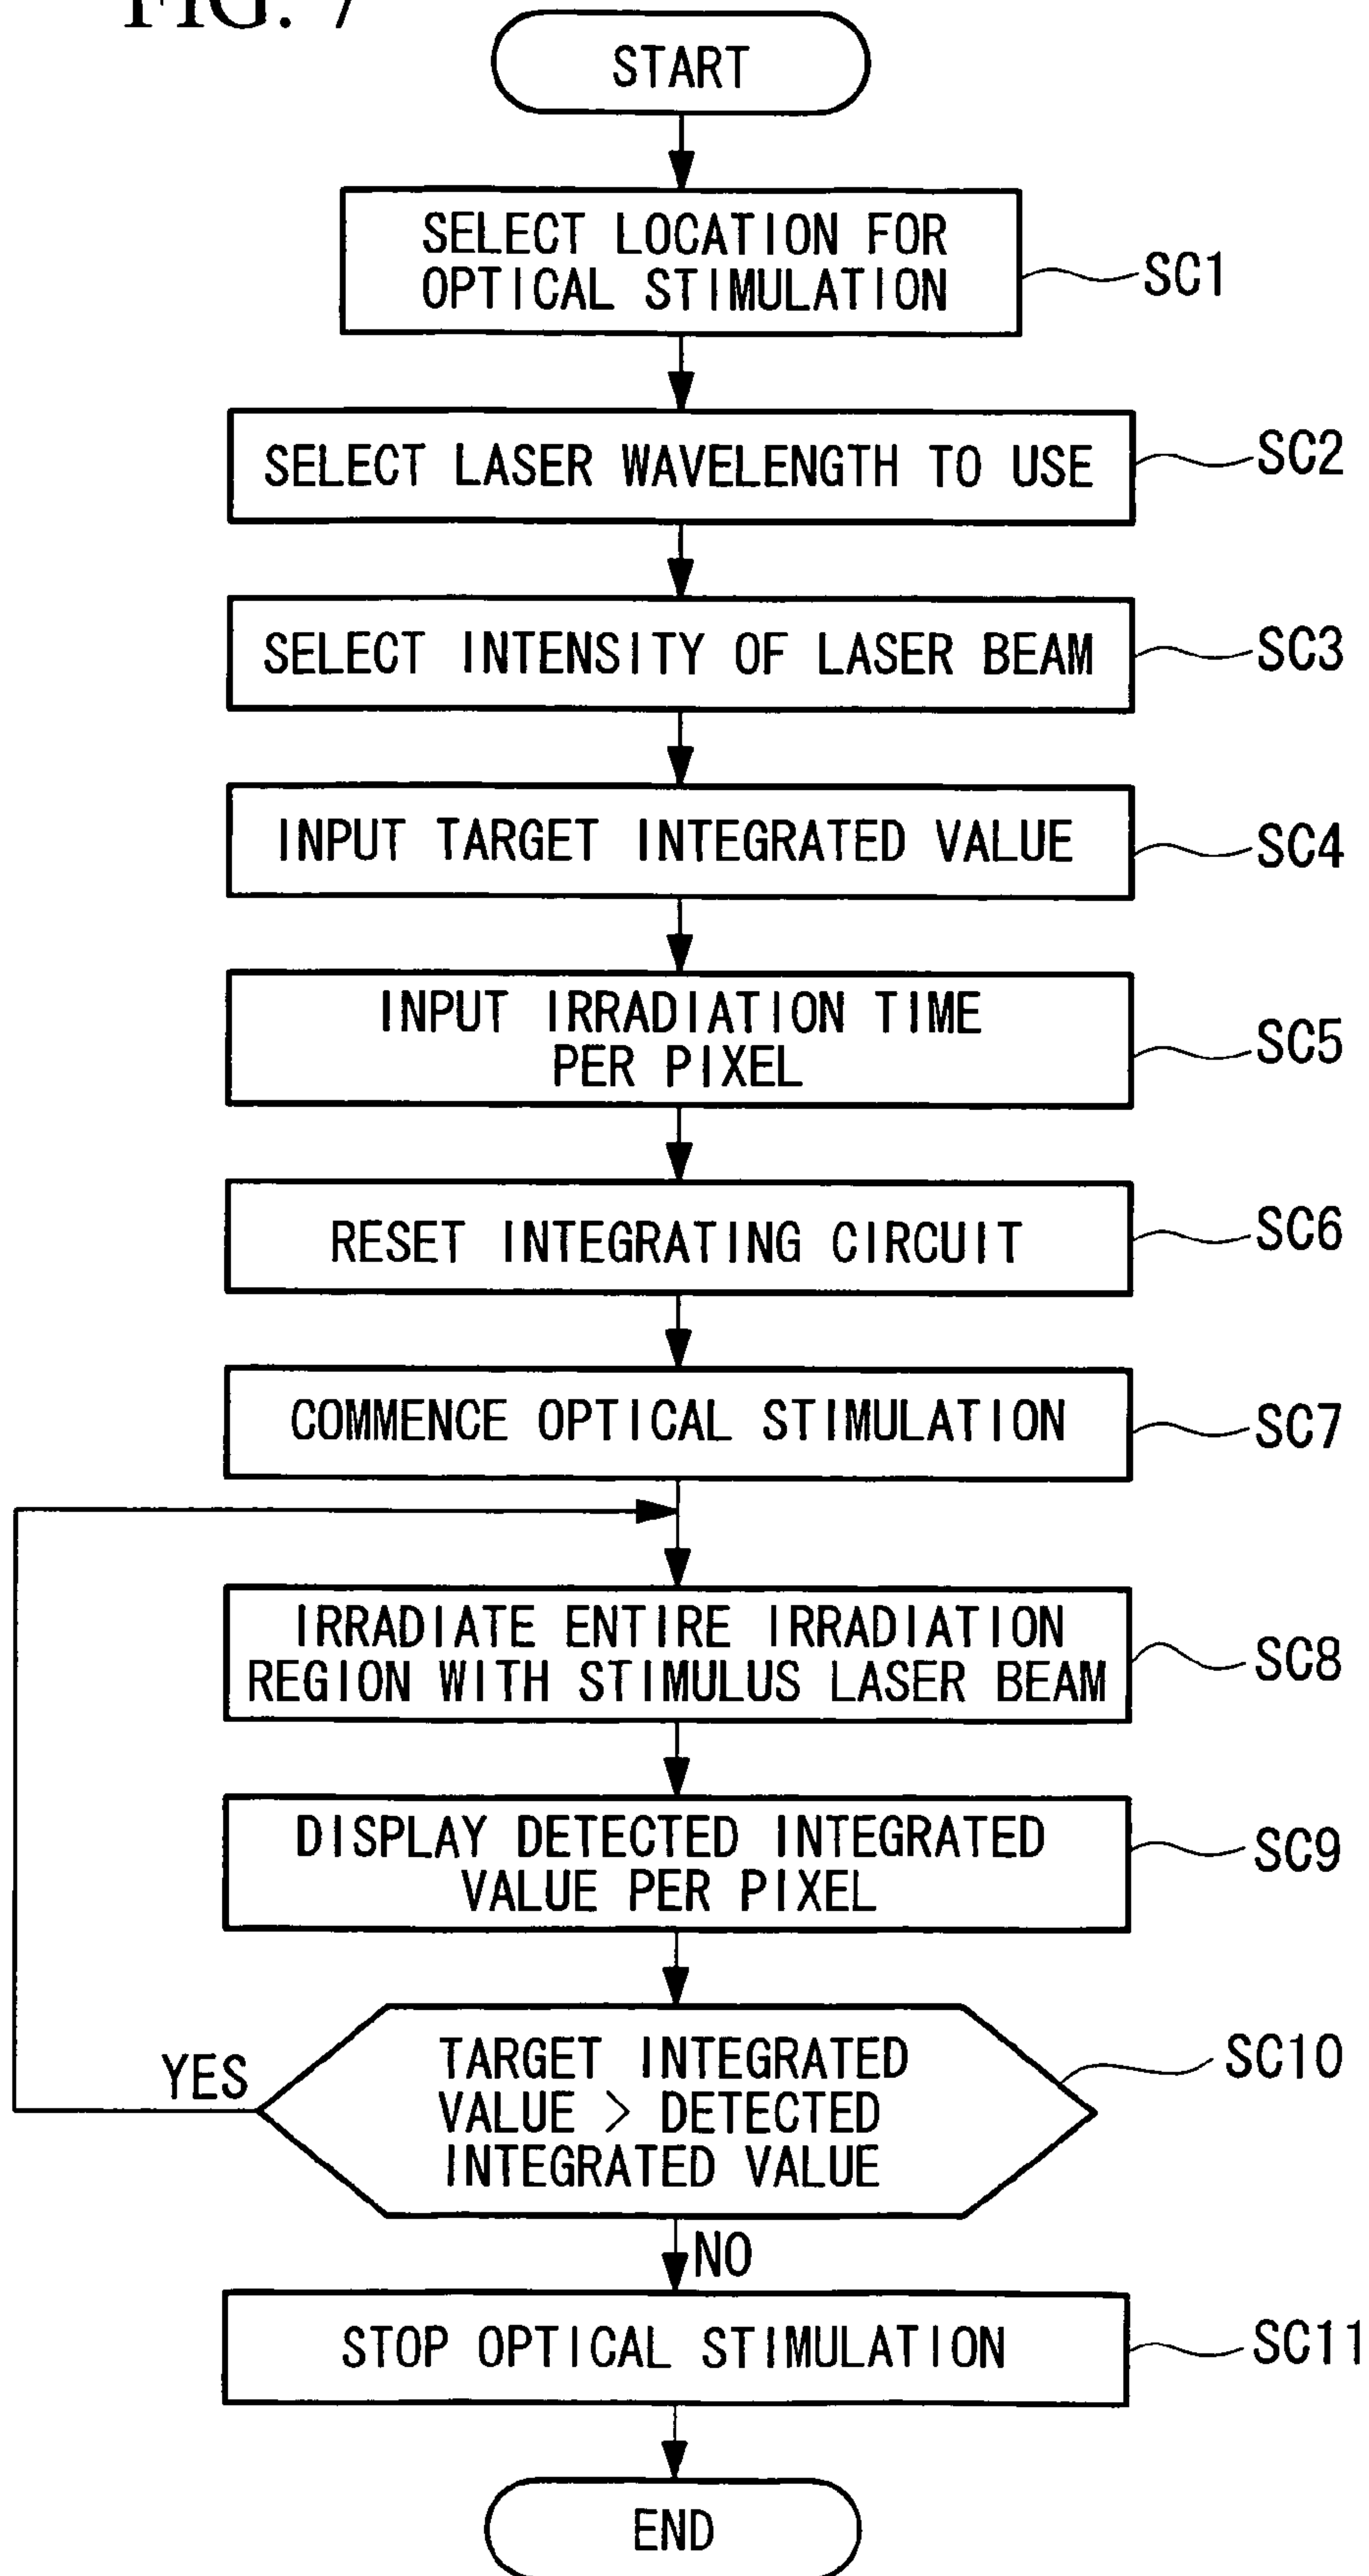 FIG. 7
START
SELECT LOCATION FOR
OPTICAL STIMULATION
SC1
SELECT LASER WAVELENGTH TO USE
SC2
SELECT INTENSITY OF LASER BEAM
SC3
INPUT TARGET INTEGRATED VALUE
SC4
INPUT IRRADIATION TIME
PER PIXEL
SC5
RESET INTEGRATING CIRCUIT
SC6
COMMENCE OPTICAL STIMULATION
SC7
IRRADIATE ENTIRE IRRADIATION
REGION WITH STIMULUS LASER BEAM
SC8
DISPLAY DETECTED INTEGRATED
VALUE PER PIXEL
SC9
YES
TARGET INTEGRATED
VALUE > DETECTED
INTEGRATED VALUE
SC10
NO
STOP OPTICAL STIMULATION
SC11
END